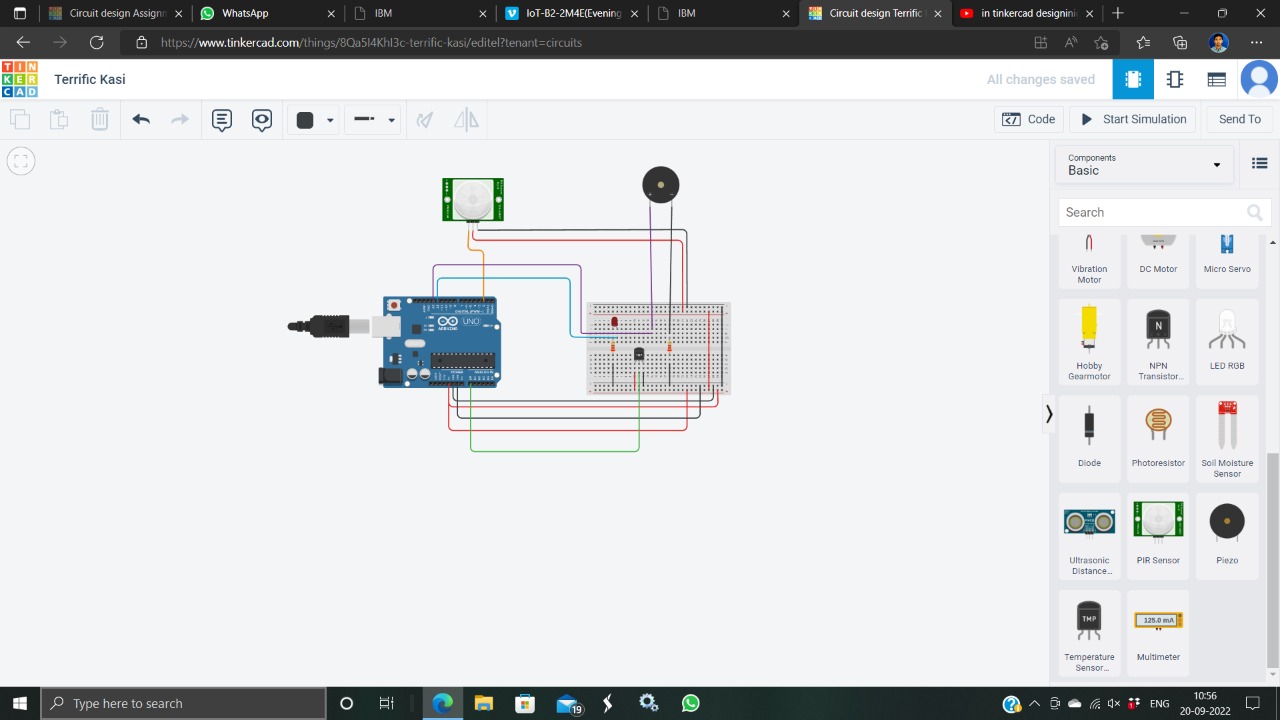 Circuit design Assignm
WhatsApp
IBM
IoT-B2-2M4E(Evening
IBM
Circuit design Terrific
in tinkercad designin
https://www.tinkercad.com/things/8Qa5l4KhI3c-terrific-kasi/editel?tenant=circuits
TIN
KER
CAD
Terrific Kasi
All changes saved
Code
Start Simulation
Send To
Components
Basic
Search
Vibration
Motor
DC Motor
Micro Servo
Hobby
Gearmotor
N
NPN
Transistor...
LED RGB
Diode
Photoresistor
Soil Moisture
Sensor
Ultrasonic
Distance...
PIR Sensor
Piezo
TMP
Temperature
Sensor...
125.0 mA
Multimeter
UNO
ARDUINO
Type here to search
19
ENG
10:56
20-09-2022